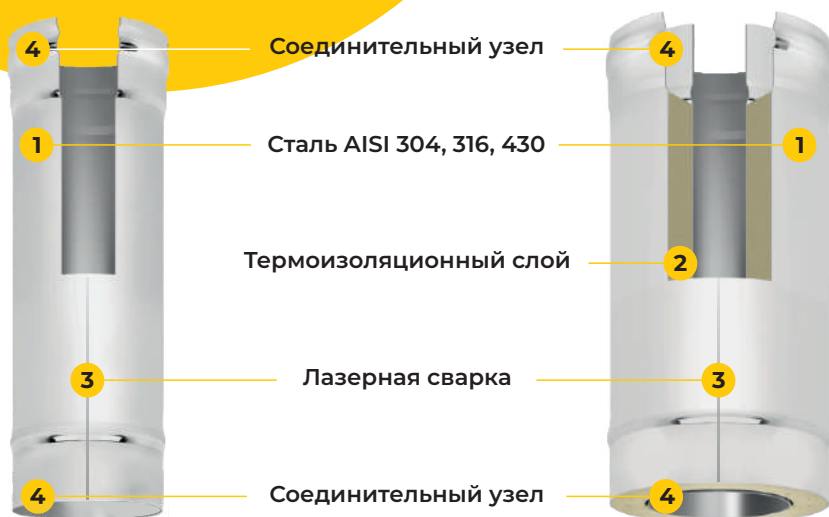 4 Соединительный узел 4
1 Сталь AISI 304, 316, 430 1
Термоизоляционный слой 2
3 Лазерная сварка 3
4 Соединительный узел 4